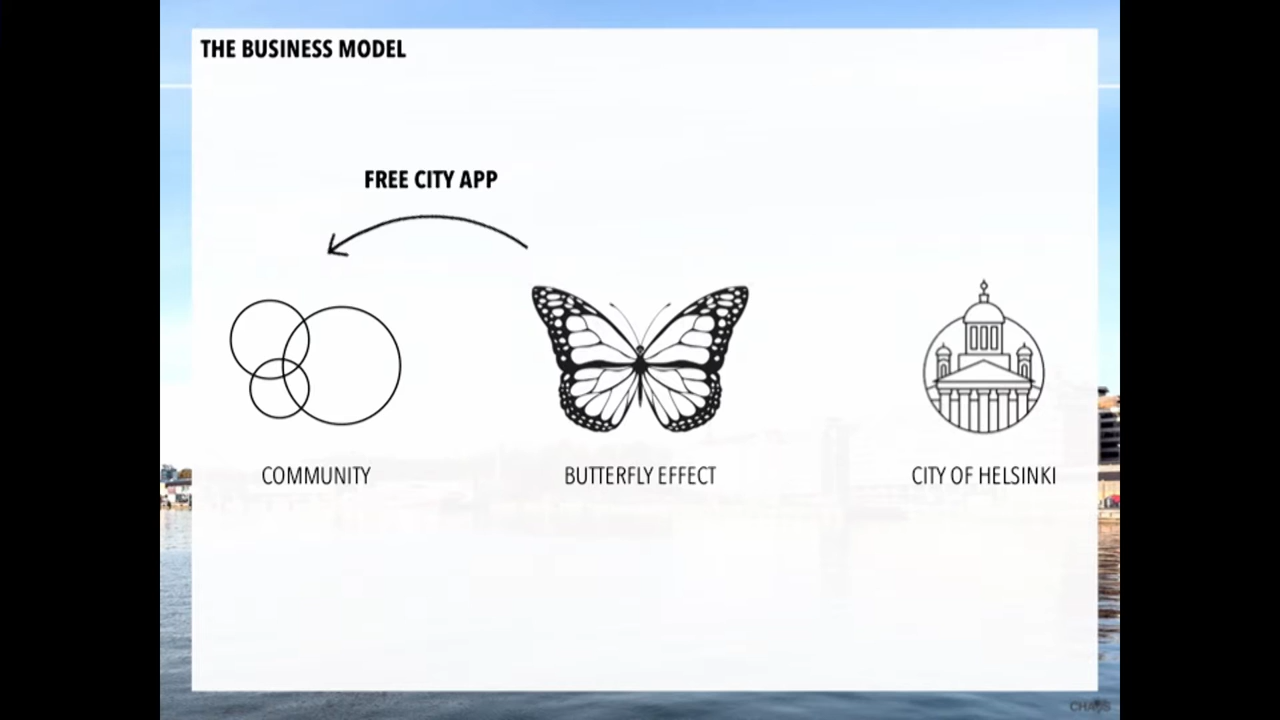 THE BUSINESS MODEL
FREE CITY APP
COMMUNITY
BUTTERFLY EFFECT
CITY OF HELSINKI